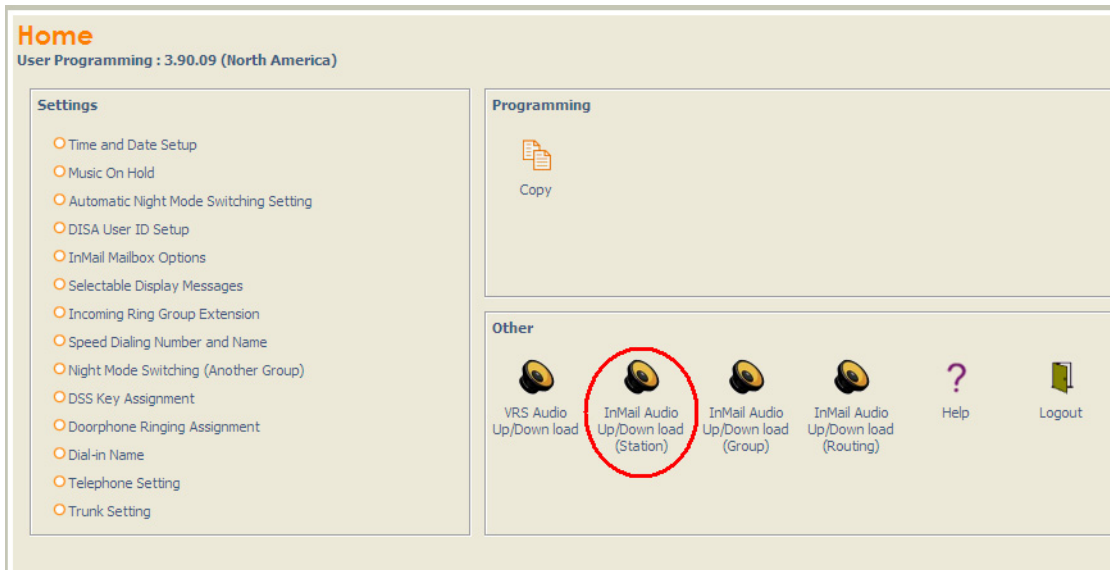 Home
User Programming : 3.90.09 (North America)
Settings
Time and Date Setup
Music On Hold
Automatic Night Mode Switching Setting
DISA User ID Setup
InMail Mailbox Options
Selectable Display Messages
Incoming Ring Group Extension
Speed Dialing Number and Name
Night Mode Switching (Another Group)
DSS Key Assignment
Doorphone Ringing Assignment
Dial-in Name
Telephone Setting
Trunk Setting
Programming
Copy
Other
VRS Audio
Up/Down load
InMail Audio
Up/Down load
(Station)
InMail Audio
Up/Down load
(Group)
InMail Audio
Up/Down load
(Routing)
?
Help
Logout